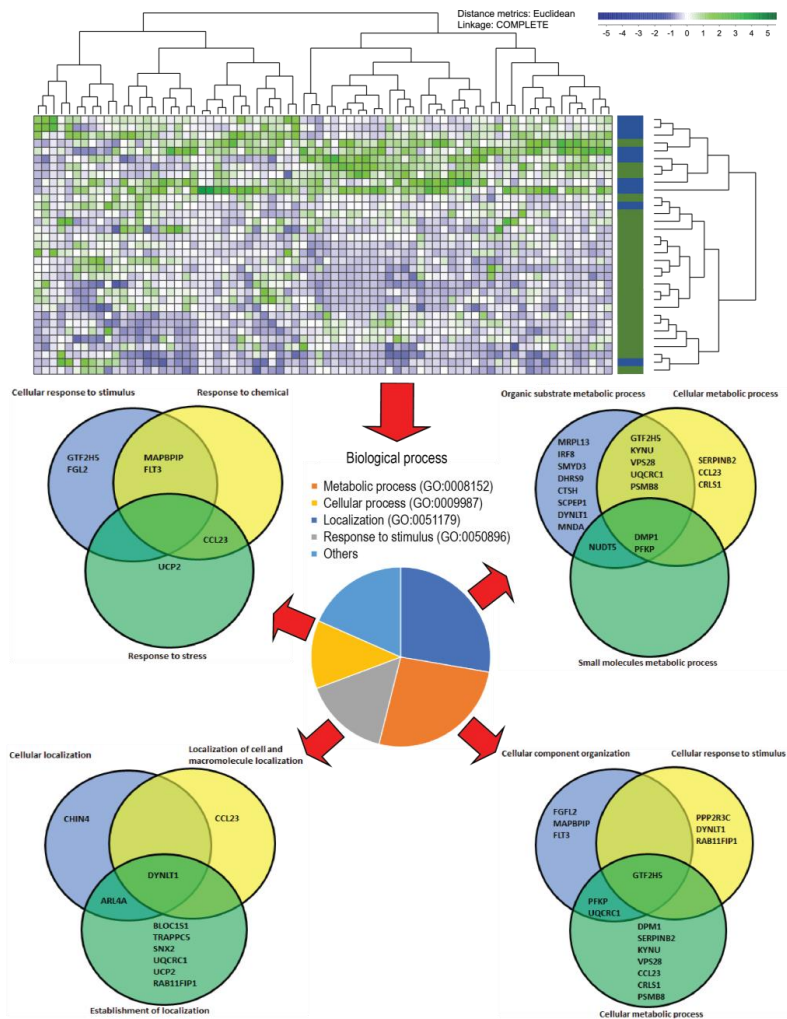 Distance metrics: Euclidean
Linkage: COMPLETE
-5 -4 -3 -2 -1 0 1 2 3 4 5
Cellular response to stimulus
Response to chemical
GTF2H5
FGL2
MAPBPIP
FLT3
CCL23
UCP2
Response to stress
Biological process
Metabolic process (GO:0008152)
Cellular process (GO:0009987)
Localization (GO:0051179)
Response to stimulus (GO:0050896)
Others
Organic substrate metabolic process
Cellular metabolic process
MRPL13
IRF8
SMYD3
DHRS9
CTSH
SCPEP1
DYNLT1
MNDA
GTF2H5
KYNU
VPS28
UQCRC1
PSMB8
SERPINB2
CCL23
CRLS1
NUDT5
DMP1
PFKP
Small molecules metabolic process
Cellular localization
Localization of cell and
macromolecule localization
CHIN4
CCL23
DYNLT1
ARL4A
BLOC1S1
TRAPPC5
SNX2
UQCRC1
UCP2
RAB11FIP1
Establishment of localization
Cellular component organization
Cellular response to stimulus
FGFL2
MAPBPIP
FLT3
PPP2R3C
DYNLT1
RAB11FIP1
GTF2H5
PFKP
UQCRC1
DPM1
SERPINB2
KYNU
VPS28
CCL23
CRLS1
PSMB8
Cellular metabolic process